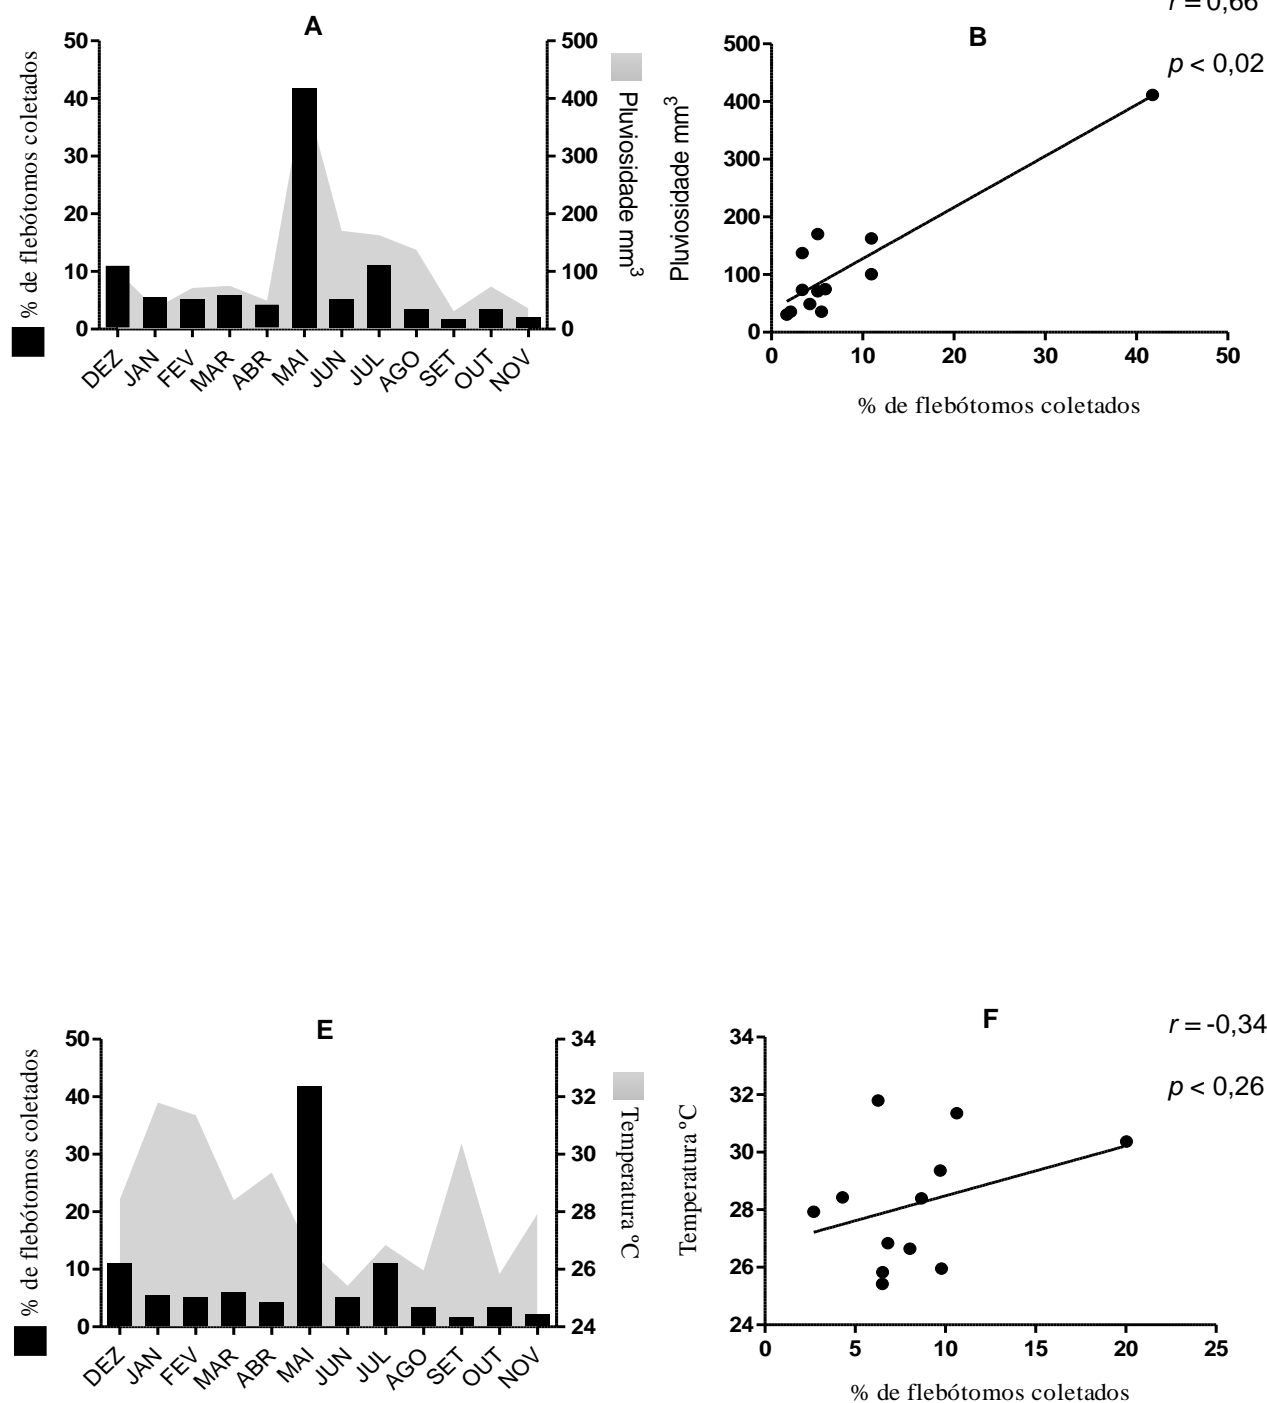 A
50
40
30
20
10
0
% de flebótomos coletados
500
400
300
200
100
0
Pluviosidade mm³
DEZ
JAN
FEV
MAR
ABR
MAI
JUN
JUL
AGO
SET
OUT
NOV
B
r = 0,66
p < 0,02
500
400
300
200
100
0
Pluviosidade mm³
0 10 20 30 40 50
% de flebótomos coletados
E
50
40
30
20
10
0
% de flebótomos coletados
34
32
30
28
26
24
Temperatura ºC
DEZ
JAN
FEV
MAR
ABR
MAI
JUN
JUL
AGO
SET
OUT
NOV
F
r = -0,34
p < 0,26
34
32
30
28
26
24
Temperatura ºC
0 5 10 15 20 25
% de flebótomos coletados